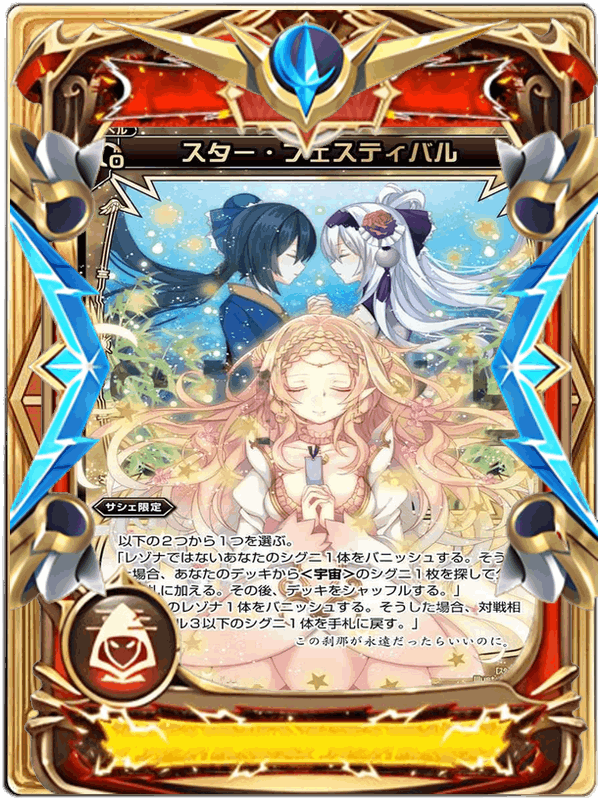 ベル
0
スター・フェスティバル
サシェ限定
以下の2つから1つを選ぶ。
「レゾナではないあなたのシグニ1体をバニッシュする。そう
場合、あなたのデッキから<宇宙>のシグニ1枚を探して
に加える。その後、デッキをシャッフルする。」
のレゾナ1体をバニッシュする。そうした場合、対戦相
ル3以下のシグニ1体を手札に戻す。」
この刹那が永遠だったらいいのに。